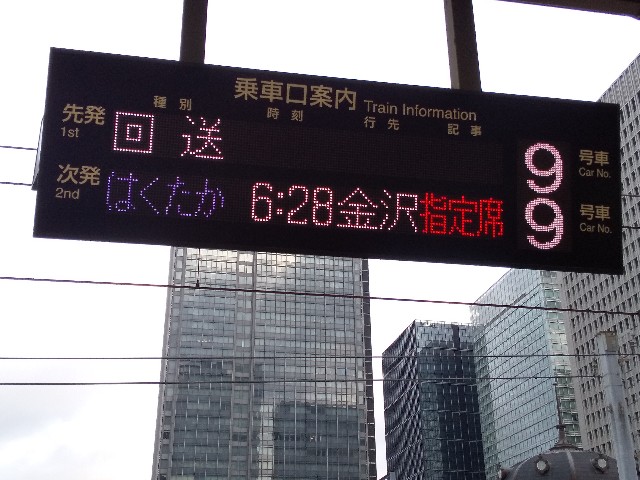 乗車口案内 Train Information
種別 時刻 行先 記事
先発 1st 回送 9 号車 Car No.
次発 2nd はくたか 6:28 金沢 指定席 9 号車 Car No.